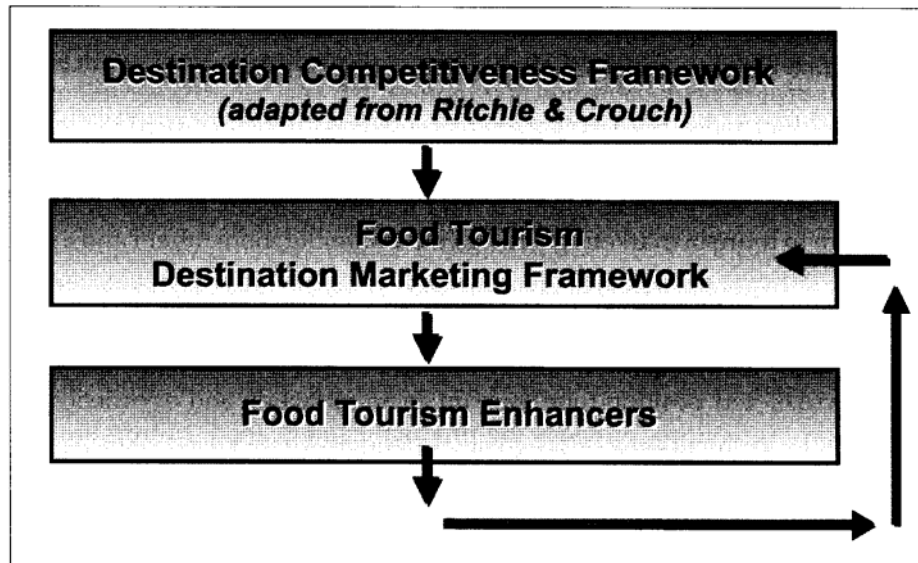 Destination Competitiveness Framework
(adapted from Ritchie & Crouch)
Food Tourism
Destination Marketing Framework
Food Tourism Enhancers